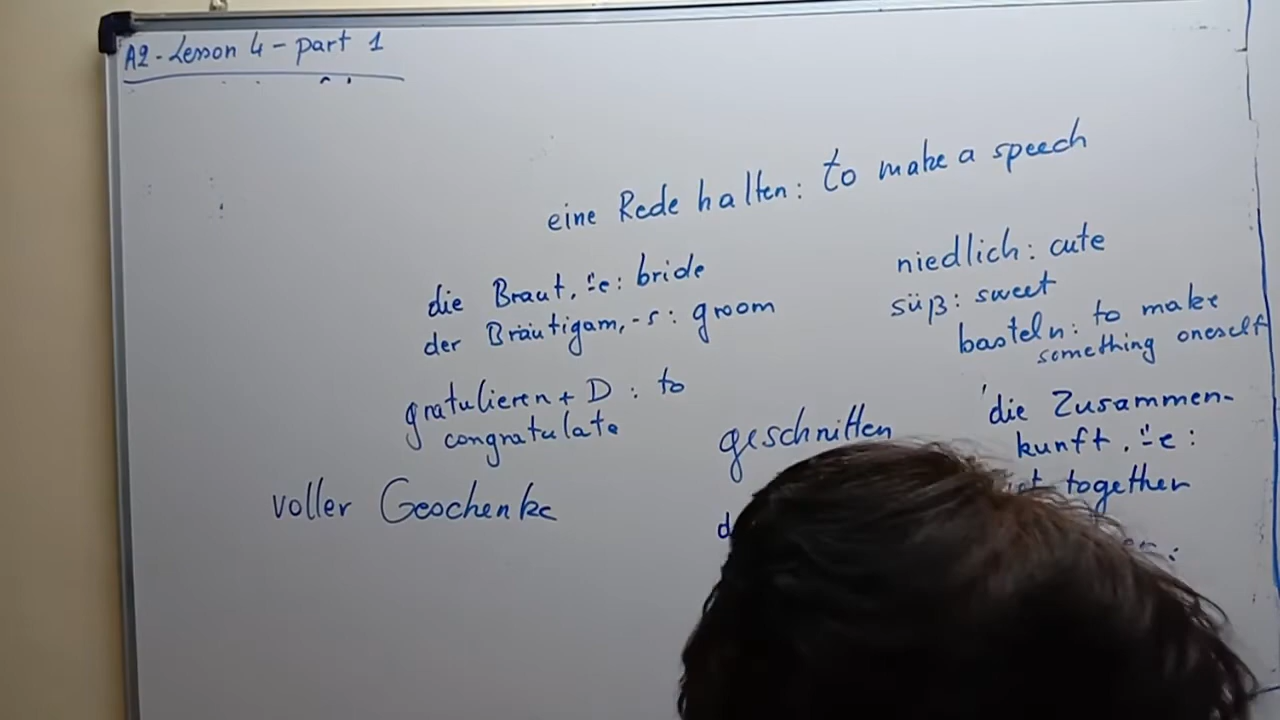 A2 - Lesson 4 - part 1
eine Rede halten: to make a speech
die Braut, ⸚e: bride
der Bräutigam, -s: groom
gratulieren + D : to
congratulate
voller Geschenke
niedlich: cute
süß: sweet
basteln: to make
something oneself
geschnitten
die Zusammen-
kunft, ⸚e:
together